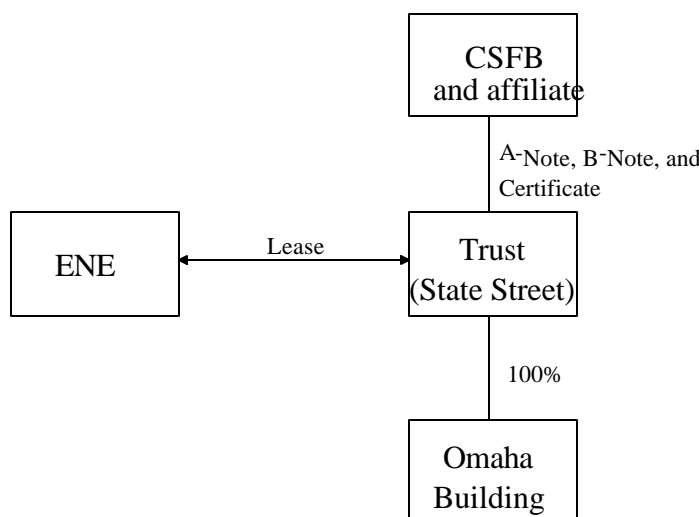 CSFB
and affiliate
A-Note, B-Note, and
Certificate
ENE
Lease
Trust
(State Street)
100%
Omaha
Building